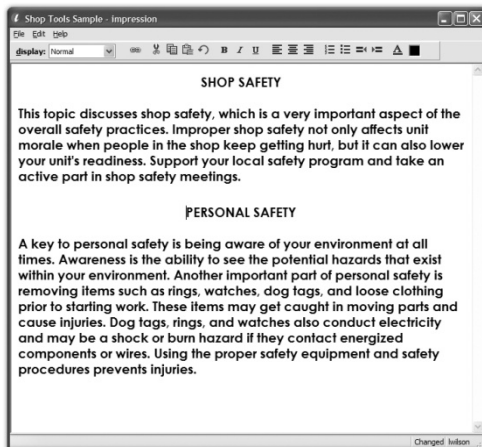 Shop Tools Sample - impression
File Edit Help
display: Normal
B I U
A
SHOP SAFETY
This topic discusses shop safety, which is a very important aspect of the
overall safety practices. Improper shop safety not only affects unit
morale when people in the shop keep getting hurt, but it can also lower
your unit's readiness. Support your local safety program and take an
active part in shop safety meetings.
PERSONAL SAFETY
A key to personal safety is being aware of your environment at all
times. Awareness is the ability to see the potential hazards that exist
within your environment. Another important part of personal safety is
removing items such as rings, watches, dog tags, and loose clothing
prior to starting work. These items may get caught in moving parts and
cause injuries. Dog tags, rings, and watches also conduct electricity
and may be a shock or burn hazard if they contact energized
components or wires. Using the proper safety equipment and safety
procedures prevents injuries.
Changed lwilson